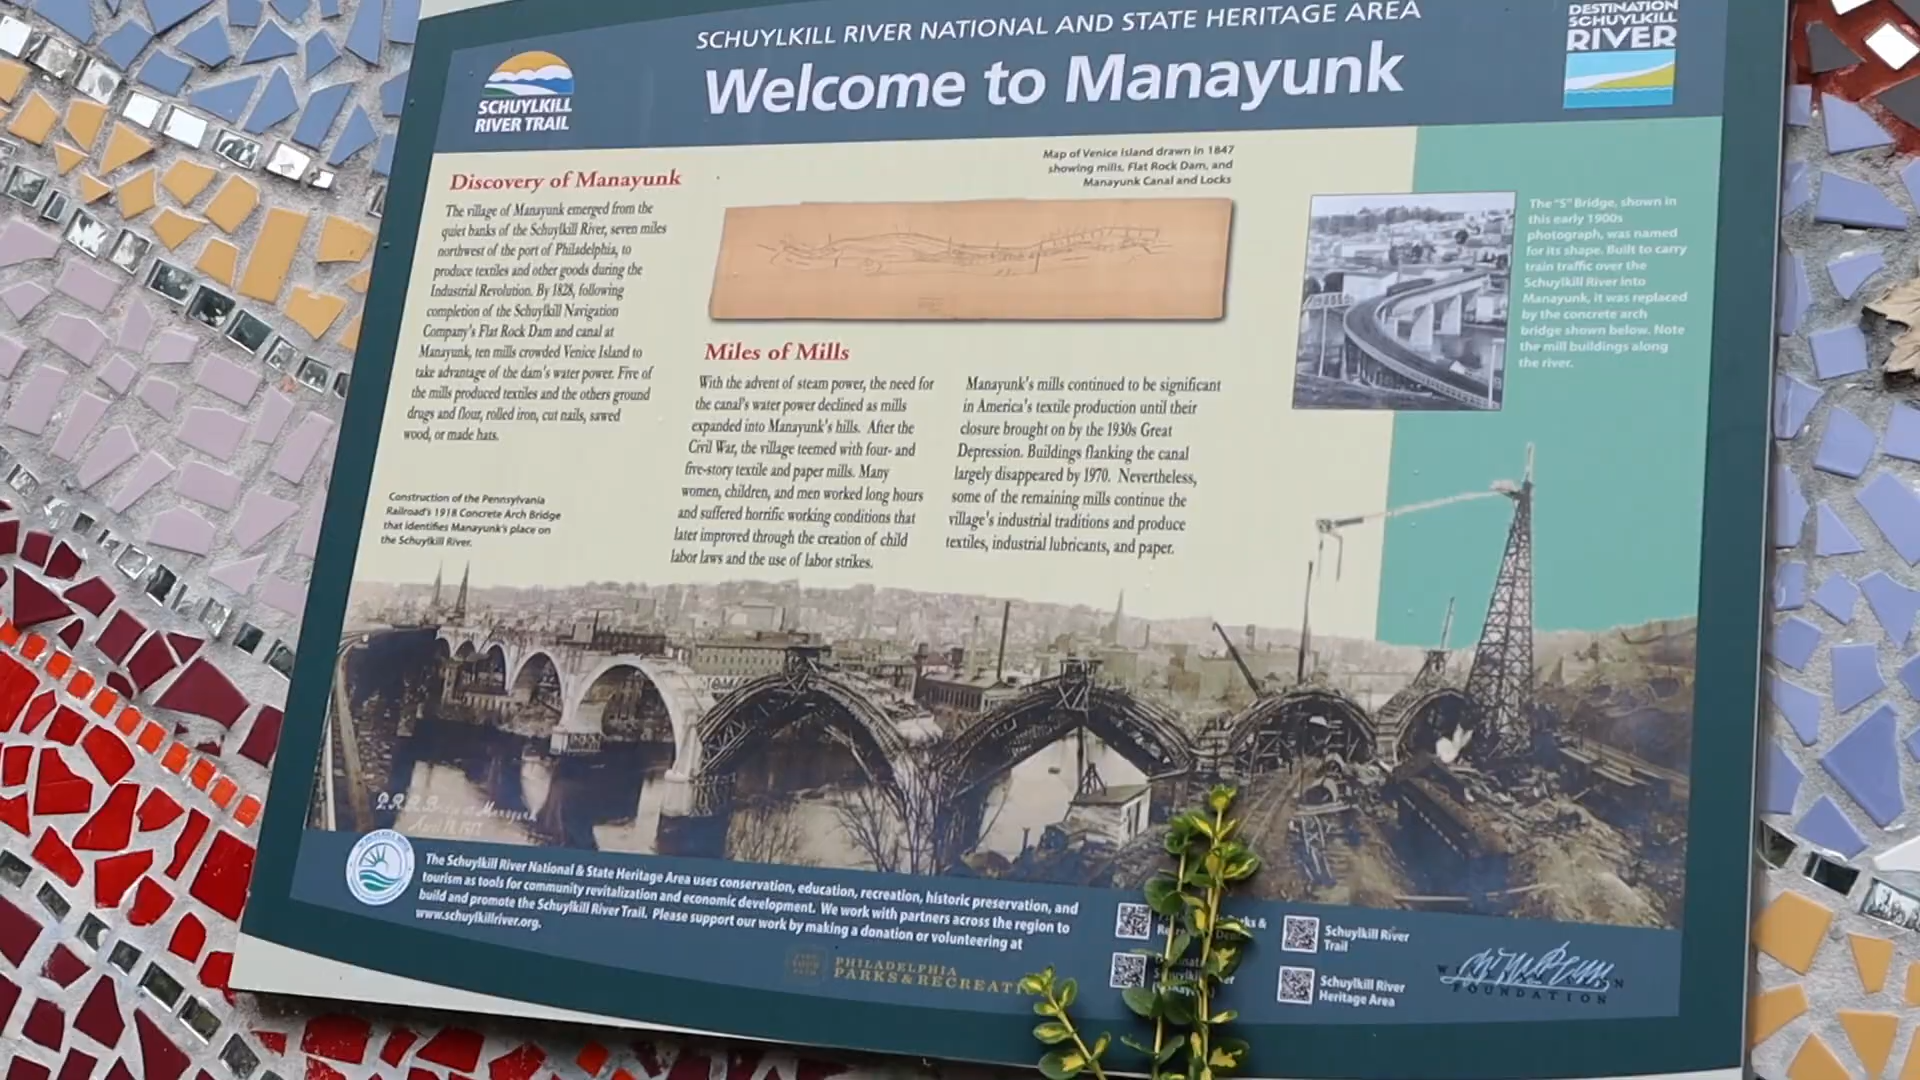 SCHUYLKILL RIVER NATIONAL AND STATE HERITAGE AREA
Welcome to Manayunk
SCHUYLKILL
RIVER TRAIL
DESTINATION
SCHUYLKILL
RIVER
Discovery of Manayunk
The village of Manayunk emerged from the
quiet banks of the Schuylkill River, seven miles
northwest of the port of Philadelphia, to
produce textiles and other goods during the
Industrial Revolution. By 1828, following
completion of the Schuylkill Navigation
Company's Flat Rock Dam and canal at
Manayunk, ten mills crowded Venice Island to
take advantage of the dam's water power. Five of
the mills produced textiles and the others ground
drugs and flour, rolled iron, cut nails, sawed
wood, or made hats.
Construction of the Pennsylvania
Railroad's 1918 Concrete Arch Bridge
that identifies Manayunk's place on
the Schuylkill River.
Map of Venice Island drawn in 1847
showing mills, Flat Rock Dam, and
Manayunk Canal and Locks
Miles of Mills
With the advent of steam power, the need for
the canal's water power declined as mills
expanded into Manayunk's hills. After the
Civil War, the village teemed with four- and
five-story textile and paper mills. Many
women, children, and men worked long hours
and suffered horrific working conditions that
later improved through the creation of child
labor laws and the use of labor strikes.
Manayunk's mills continued to be significant
in America's textile production until their
closure brought on by the 1930s Great
Depression. Buildings flanking the canal
largely disappeared by 1970. Nevertheless,
some of the remaining mills continue the
village's industrial traditions and produce
textiles, industrial lubricants, and paper.
The "S" Bridge, shown in
this early 1900s
photograph, was named
for its shape. Built to carry
train traffic over the
Schuylkill River into
Manayunk, it was replaced
by the concrete arch
bridge shown below. Note
the mill buildings along
the river.
P.R.R. Bridge at Manayunk
April 18, 1917
The Schuylkill River National & State Heritage Area uses conservation, education, recreation, historic preservation, and
tourism as tools for community revitalization and economic development. We work with partners across the region to
build and promote the Schuylkill River Trail. Please support our work by making a donation or volunteering at
www.schuylkillriver.org.
PHILADELPHIA
PARKS & RECREATI
Schuylkill River
Trail
Schuylkill River
Heritage Area
FOUNDATION